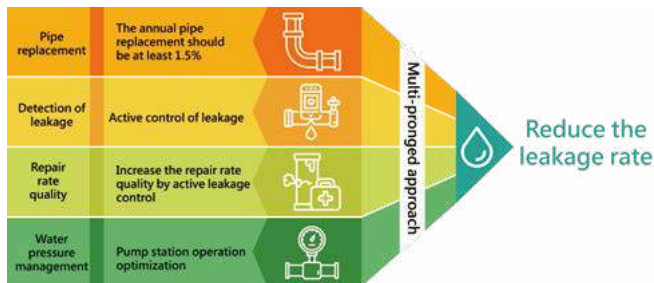 Pipe
replacement
The annual pipe
replacement should
be at least 1.5%
Detection of
leakage
Active control of leakage
Repair
rate
quality
Increase the repair rate
quality by active leakage
control
Water
pressure
management
Pump station operation
optimization
Multi-pronged approach
Reduce the
leakage rate